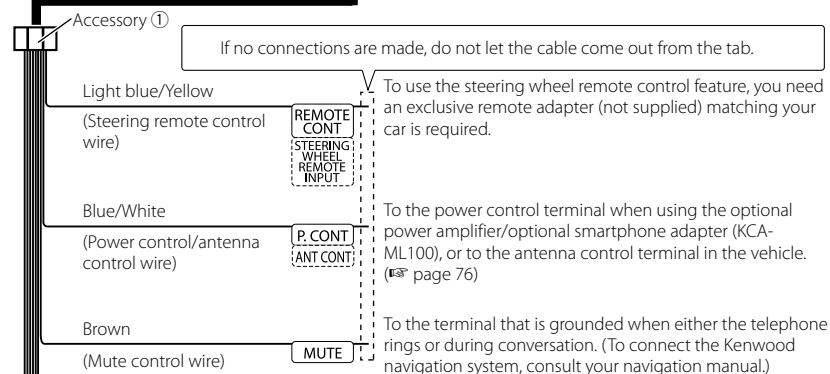 Accessory ①
If no connections are made, do not let the cable come out from the tab.
Light blue/Yellow
(Steering remote control
wire)
REMOTE
CONT
STEERING
WHEEL
REMOTE
INPUT
To use the steering wheel remote control feature, you need
an exclusive remote adapter (not supplied) matching your
car is required.
Blue/White
(Power control/antenna
control wire)
P. CONT
ANT CONT
To the power control terminal when using the optional
power amplifier/optional smartphone adapter (KCA-
ML100), or to the antenna control terminal in the vehicle.
(☞ page 76)
Brown
(Mute control wire)
MUTE
To the terminal that is grounded when either the telephone
rings or during conversation. (To connect the Kenwood
navigation system, consult your navigation manual.)